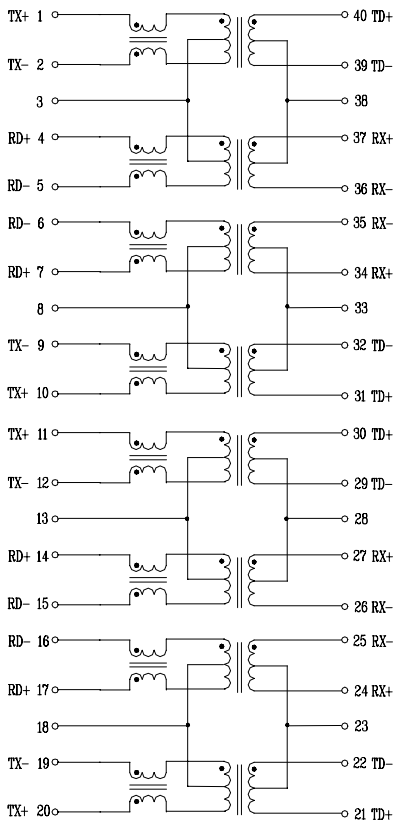 TX+ 1 40 TD+
TX- 2 39 TD-
3 38
RD+ 4 37 RX+
RD- 5 36 RX-
RD- 6 35 RX-
RD+ 7 34 RX+
8 33
TX- 9 32 TD-
TX+ 10 31 TD+
TX+ 11 30 TD+
TX- 12 29 TD-
13 28
RD+ 14 27 RX+
RD- 15 26 RX-
RD- 16 25 RX-
RD+ 17 24 RX+
18 23
TX- 19 22 TD-
TX+ 20 21 TD+